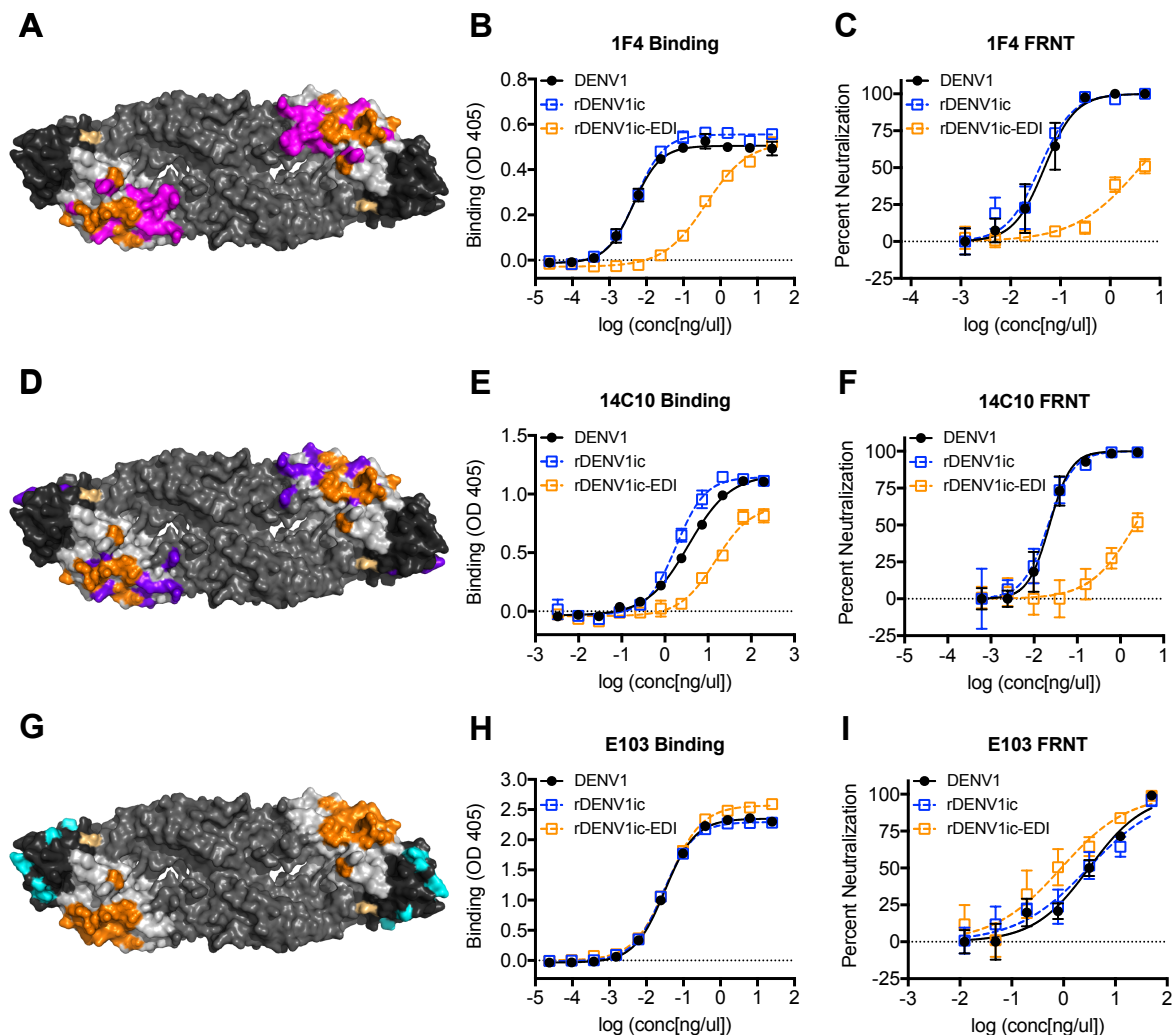 A
B
1F4 Binding
DENV1
rDENV1ic
rDENV1ic-EDI
Binding (OD 405)
0.8
0.6
0.4
0.2
0.0
-5 -4 -3 -2 -1 0 1 2
log (conc[ng/ul])
C
1F4 FRNT
DENV1
rDENV1ic
rDENV1ic-EDI
Percent Neutralization
100
75
50
25
0
-25
-4 -3 -2 -1 0 1
log (conc[ng/ul])
D
E
14C10 Binding
DENV1
rDENV1ic
rDENV1ic-EDI
Binding (OD 405)
1.5
1.0
0.5
0.0
-3 -2 -1 0 1 2 3
log (conc[ng/ul])
F
14C10 FRNT
DENV1
rDENV1ic
rDENV1ic-EDI
Percent Neutralization
100
75
50
25
0
25
-5 -4 -3 -2 -1 0 1
log (conc[ng/ul])
G
H
E103 Binding
DENV1
rDENV1ic
rDENV1ic-EDI
Binding (OD 405)
3.0
2.5
2.0
1.5
1.0
0.5
0.0
-5 -4 -3 -2 -1 0 1 2
log (conc[ng/ul])
I
E103 FRNT
DENV1
rDENV1ic
rDENV1ic-EDI
Percent Neutralization
100
75
50
25
0
-25
-3 -2 -1 0 1 2
log (conc[ng/ul])